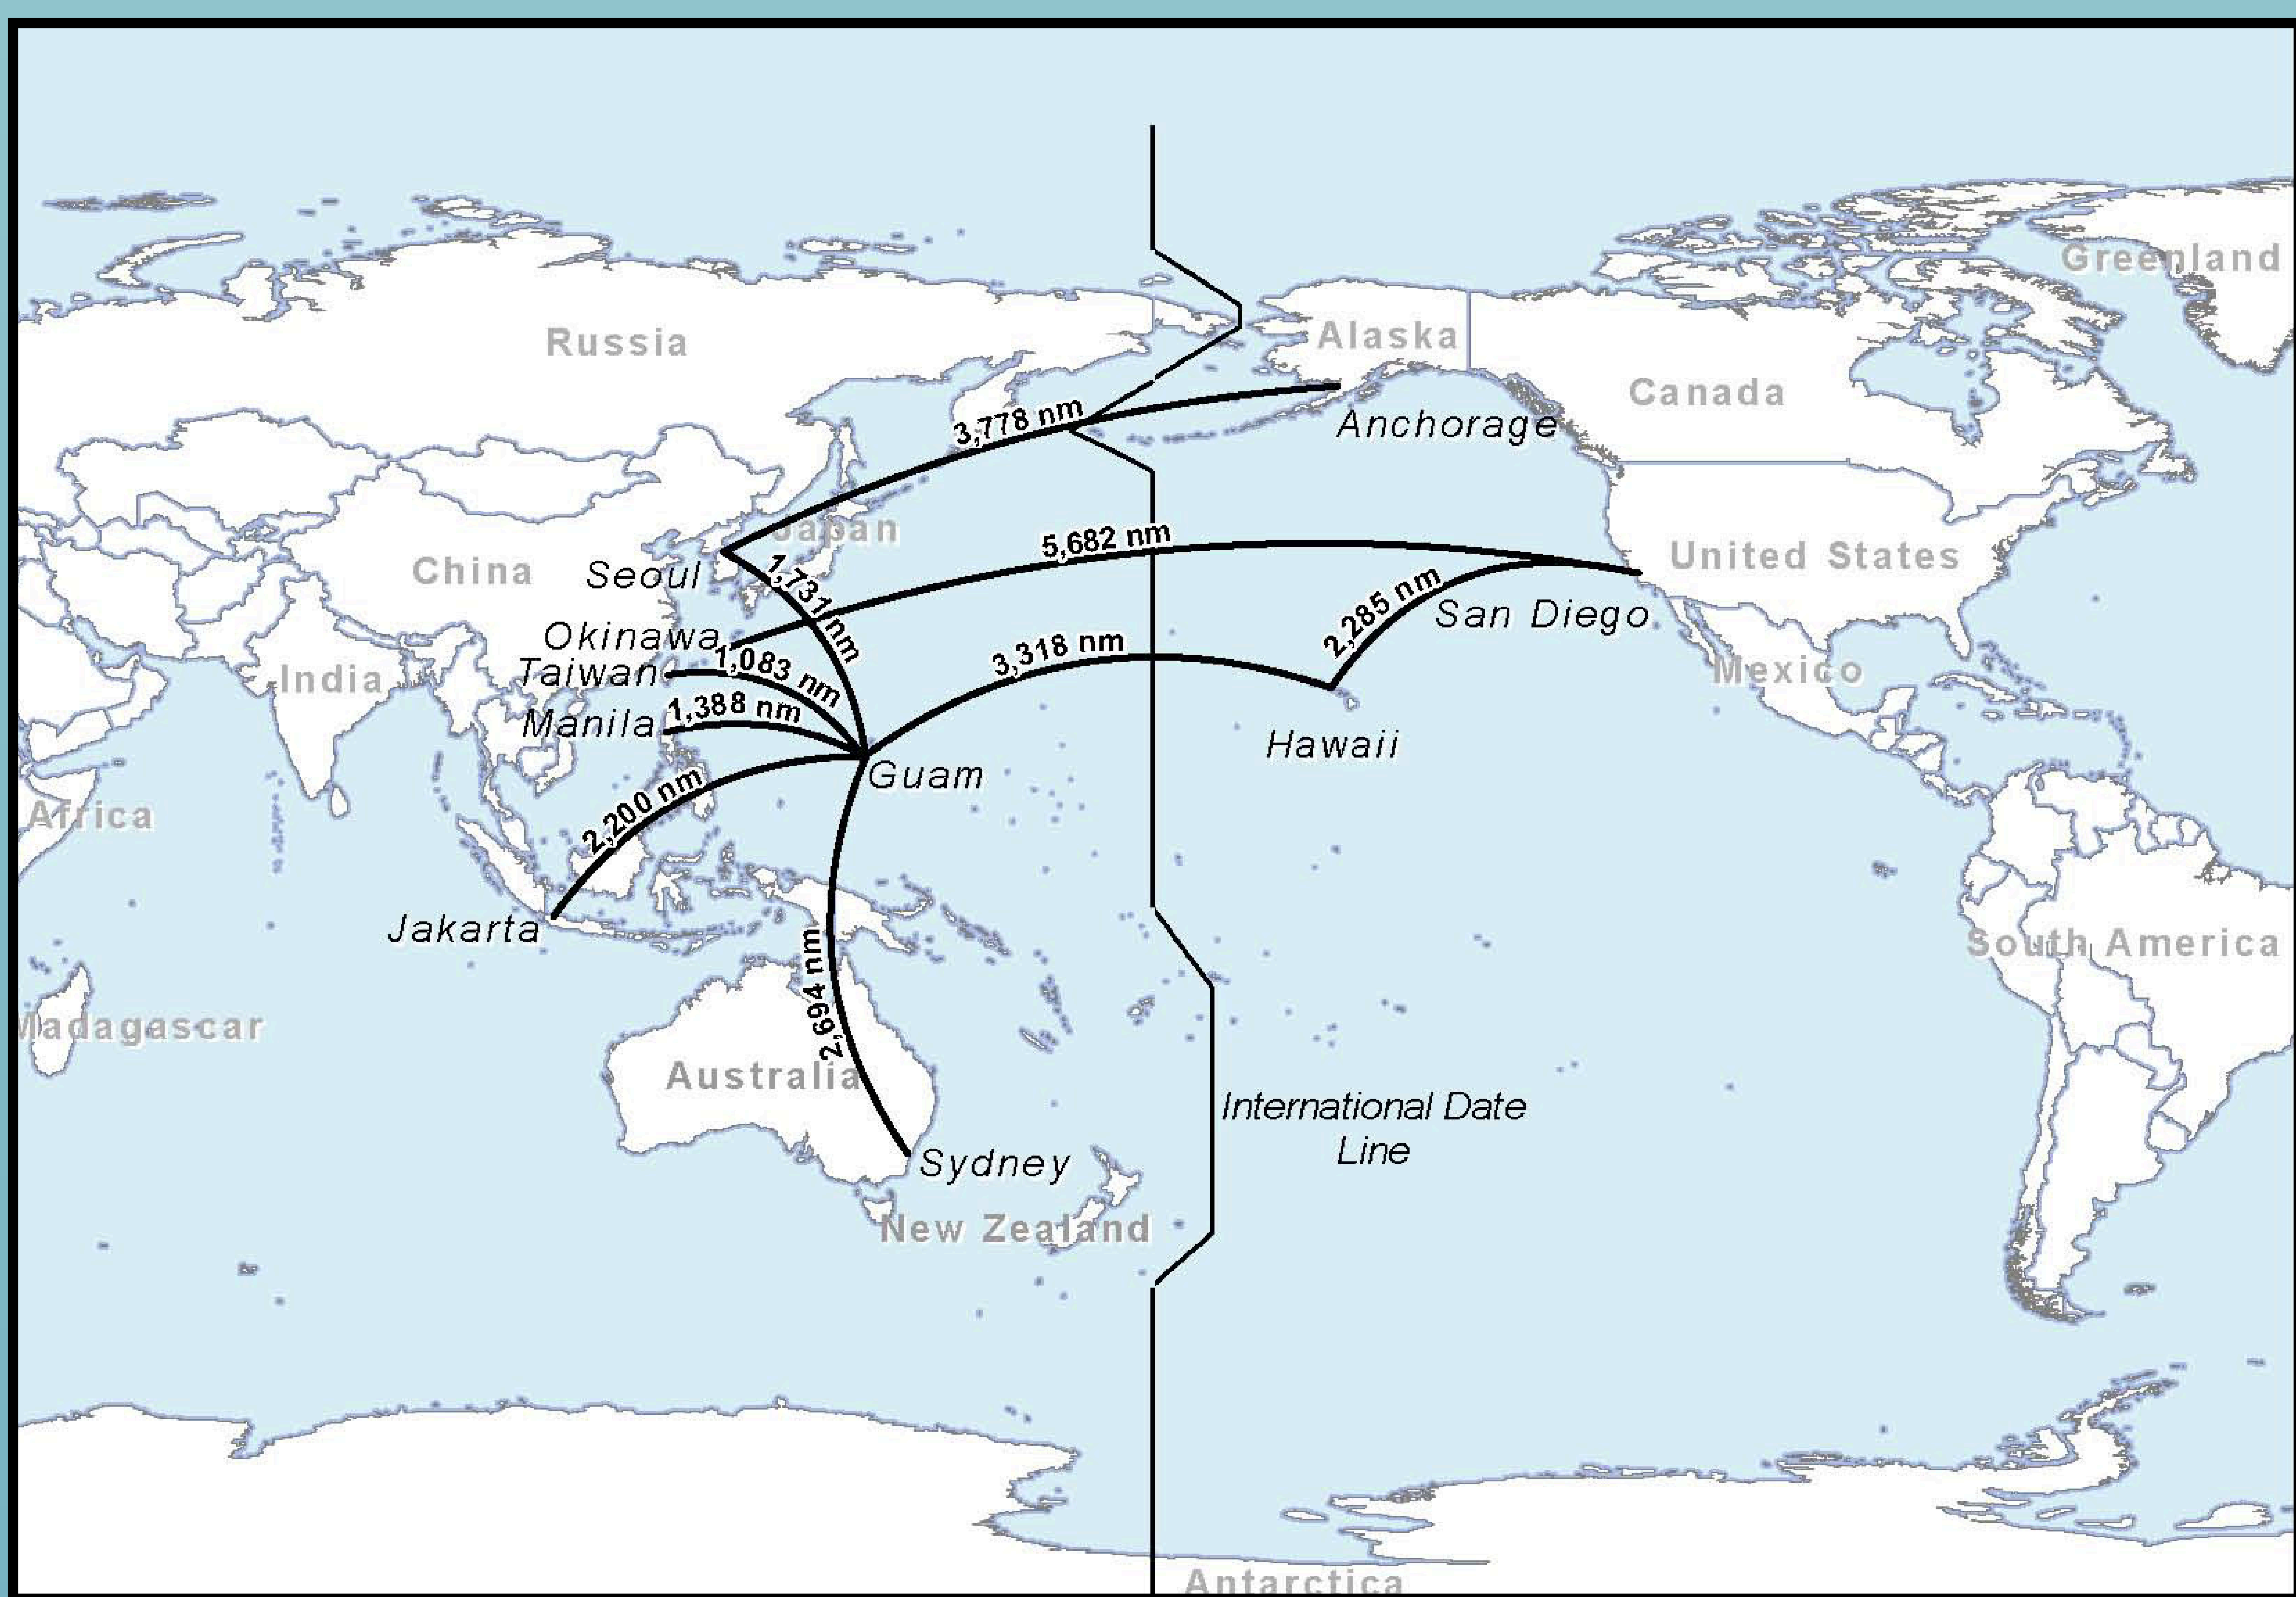 Greenland
Russia
Alaska
Canada
3,778 nm
Anchorage
Japan
5,682 nm
United States
China
Seoul
1,731 nm
2,285 nm
San Diego
Okinawa
3,318 nm
Taiwan
1,083 nm
India
Mexico
Manila
1,388 nm
Hawaii
Guam
2,200 nm
Africa
Jakarta
South America
2,694 nm
Madagascar
Australia
International Date
Line
Sydney
New Zealand
Antarctica